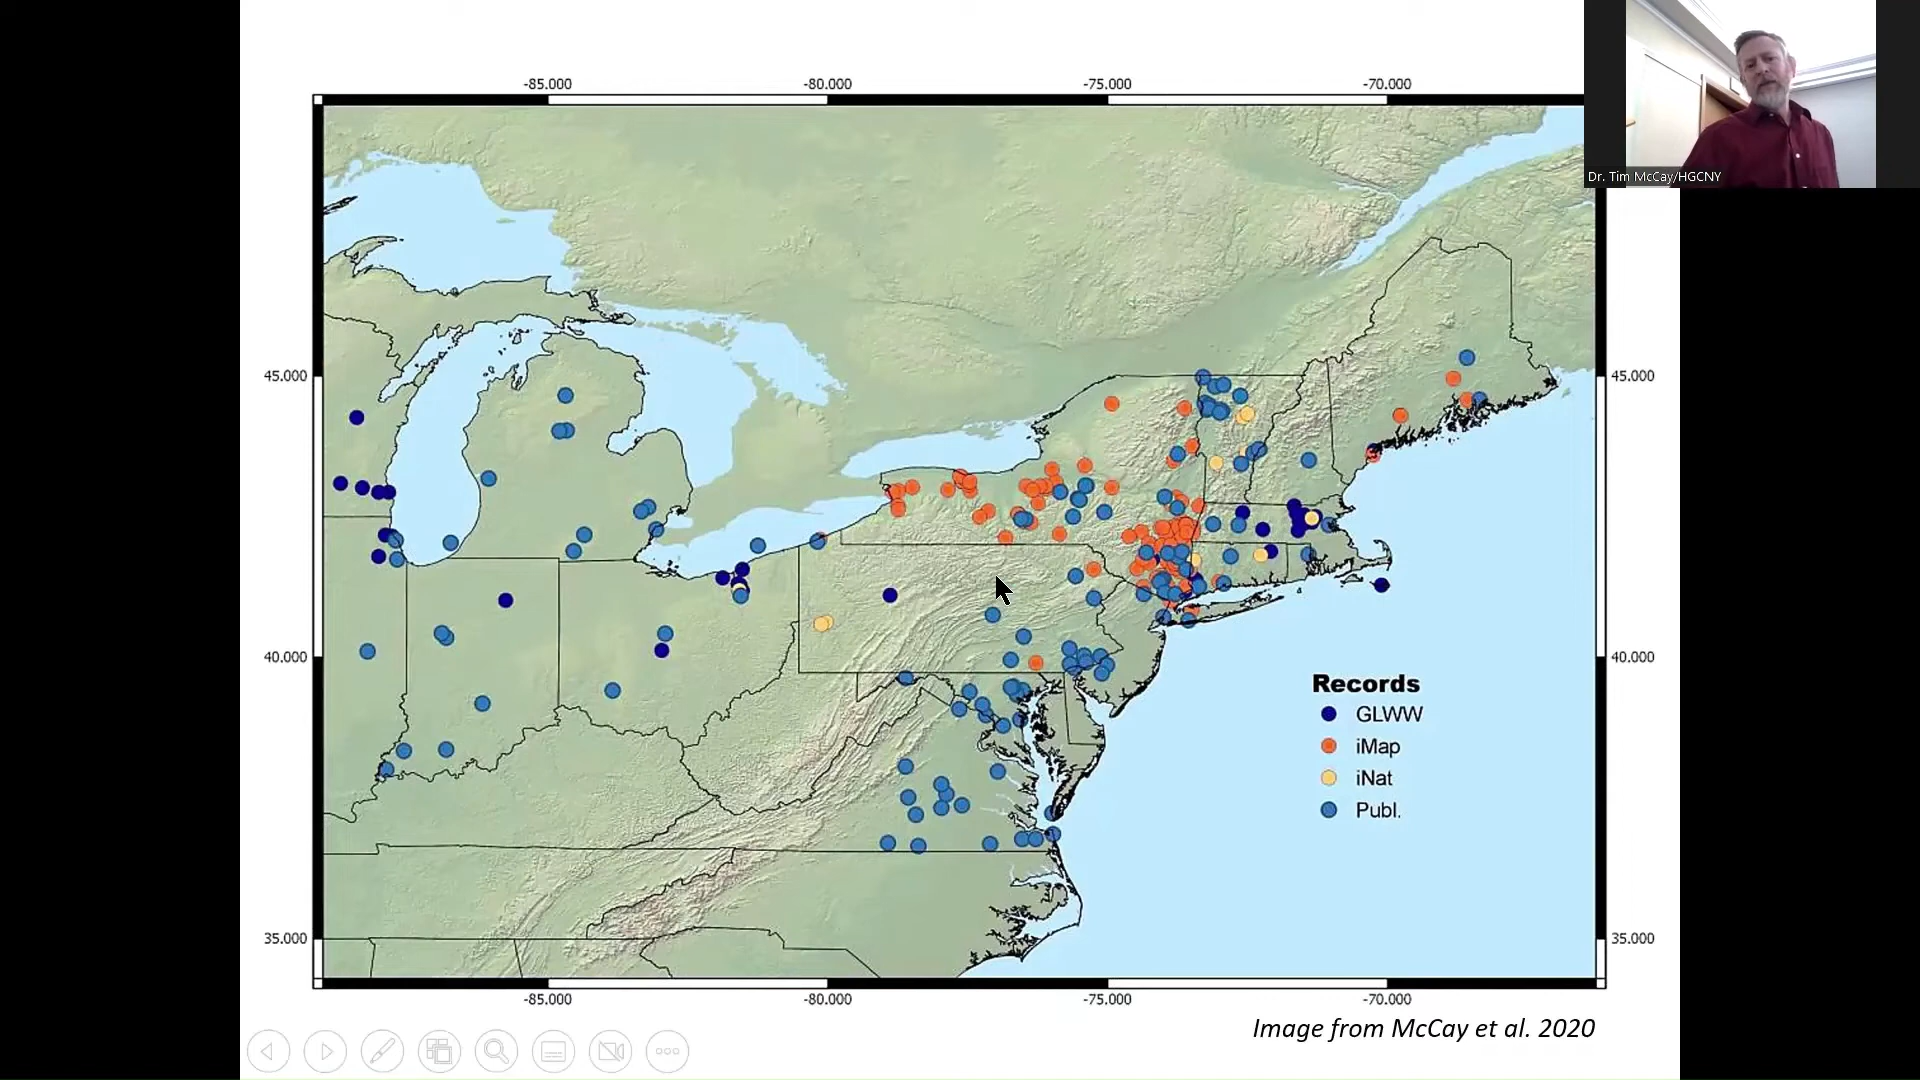 -85.000 -80.000 -75.000 -70.000
Dr. Tim McCay/HGCNY
45.000 45.000
40.000 40.000
Records
GLWW
iMap
iNat
Publ.
35.000 35.000
-85.000 -80.000 -75.000 -70.000
Image from McCay et al. 2020